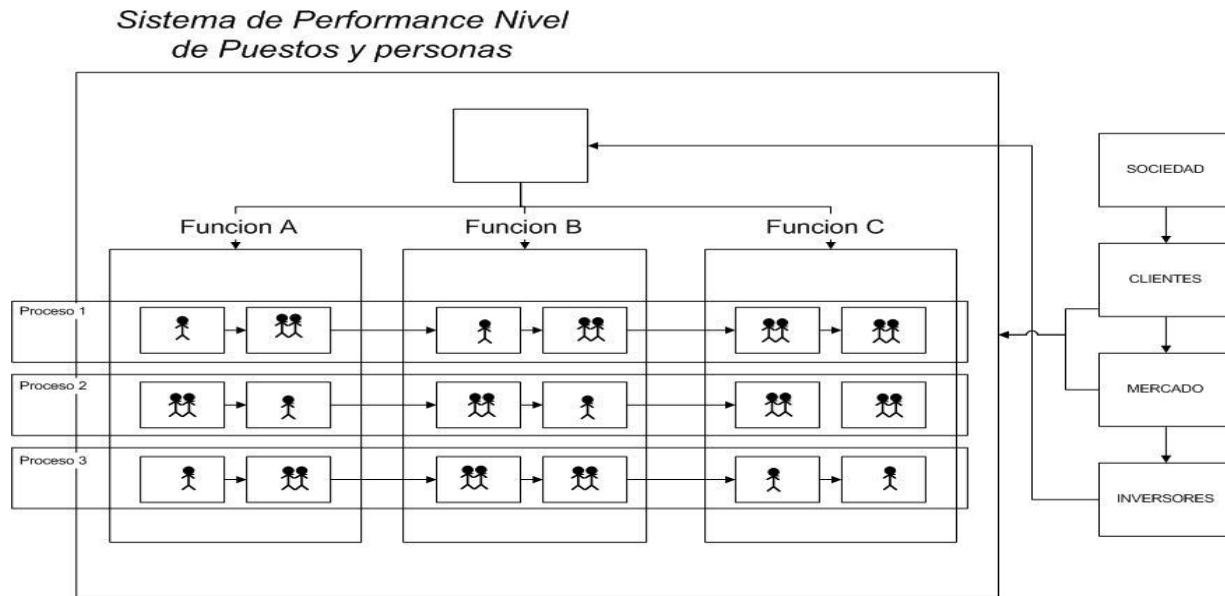 Sistema de Performance Nivel
de Puestos y personas
SOCIEDAD
Funcion A
Funcion B
Funcion C
CLIENTES
Proceso 1
Proceso 2
MERCADO
Proceso 3
INVERSORES